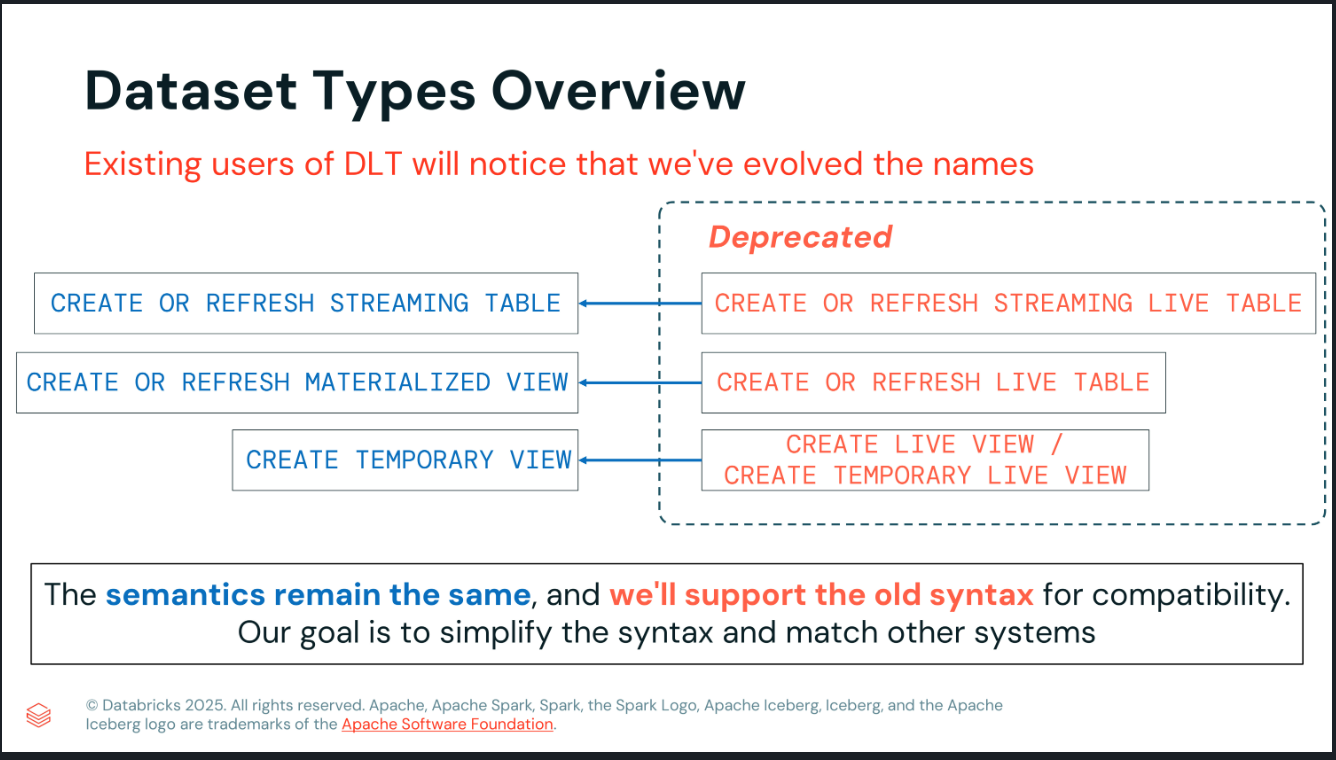 Dataset Types Overview
Existing users of DLT will notice that we've evolved the names
Deprecated
CREATE OR REFRESH STREAMING TABLE
CREATE OR REFRESH STREAMING LIVE TABLE
CREATE OR REFRESH MATERIALIZED VIEW
CREATE OR REFRESH LIVE TABLE
CREATE TEMPORARY VIEW
CREATE LIVE VIEW /
CREATE TEMPORARY LIVE VIEW
The semantics remain the same, and we'll support the old syntax for compatibility.
Our goal is to simplify the syntax and match other systems
© Databricks 2025. All rights reserved. Apache, Apache Spark, Spark, the Spark Logo, Apache Iceberg, Iceberg, and the Apache
Iceberg logo are trademarks of the Apache Software Foundation.